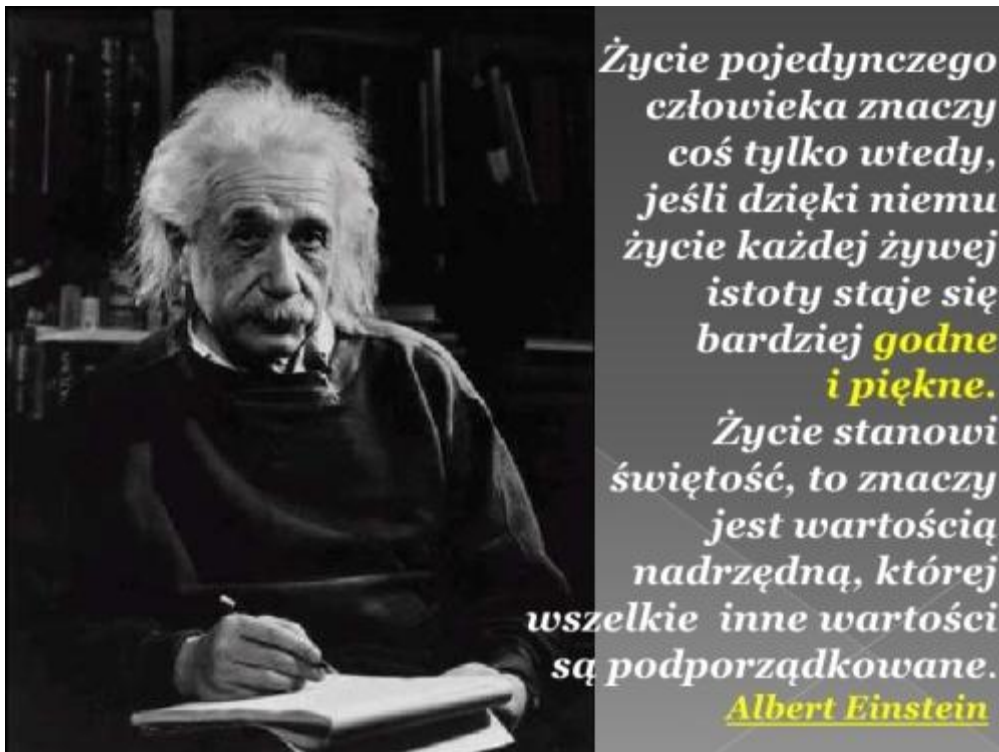 Życie pojedynczego
człowieka znaczy
coś tylko wtedy,
jeśli dzięki niemu
życie każdej żywej
istoty staje się
bardziej godne
i piękne.
Życie stanowi
świętość, to znaczy
jest wartością
nadrzędną, której
wszelkie inne wartości
są podporządkowane.
Albert Einstein